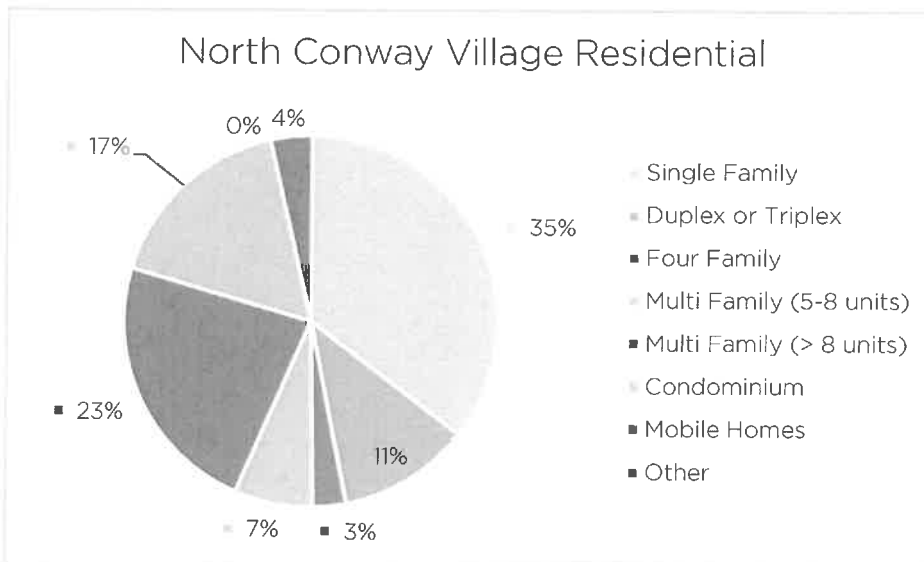 North Conway Village Residential
0% 4%
17%
35%
23%
11%
7%
3%
Single Family
Duplex or Triplex
Four Family
Multi Family (5-8 units)
Multi Family (> 8 units)
Condominium
Mobile Homes
Other